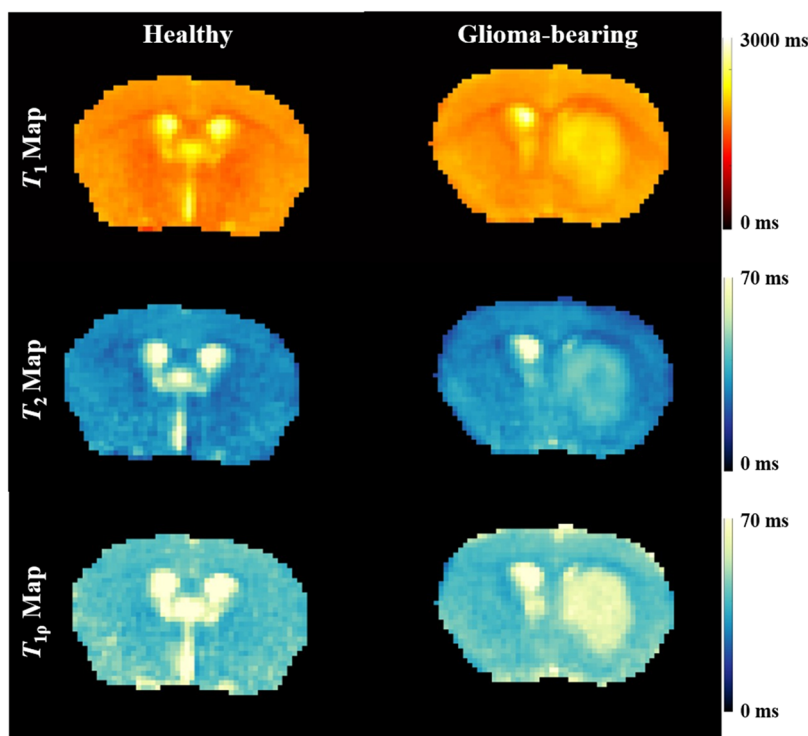 Healthy
Glioma-bearing
T₁ Map
3000 ms
0 ms
T₂ Map
70 ms
0 ms
T₁ρ Map
70 ms
0 ms